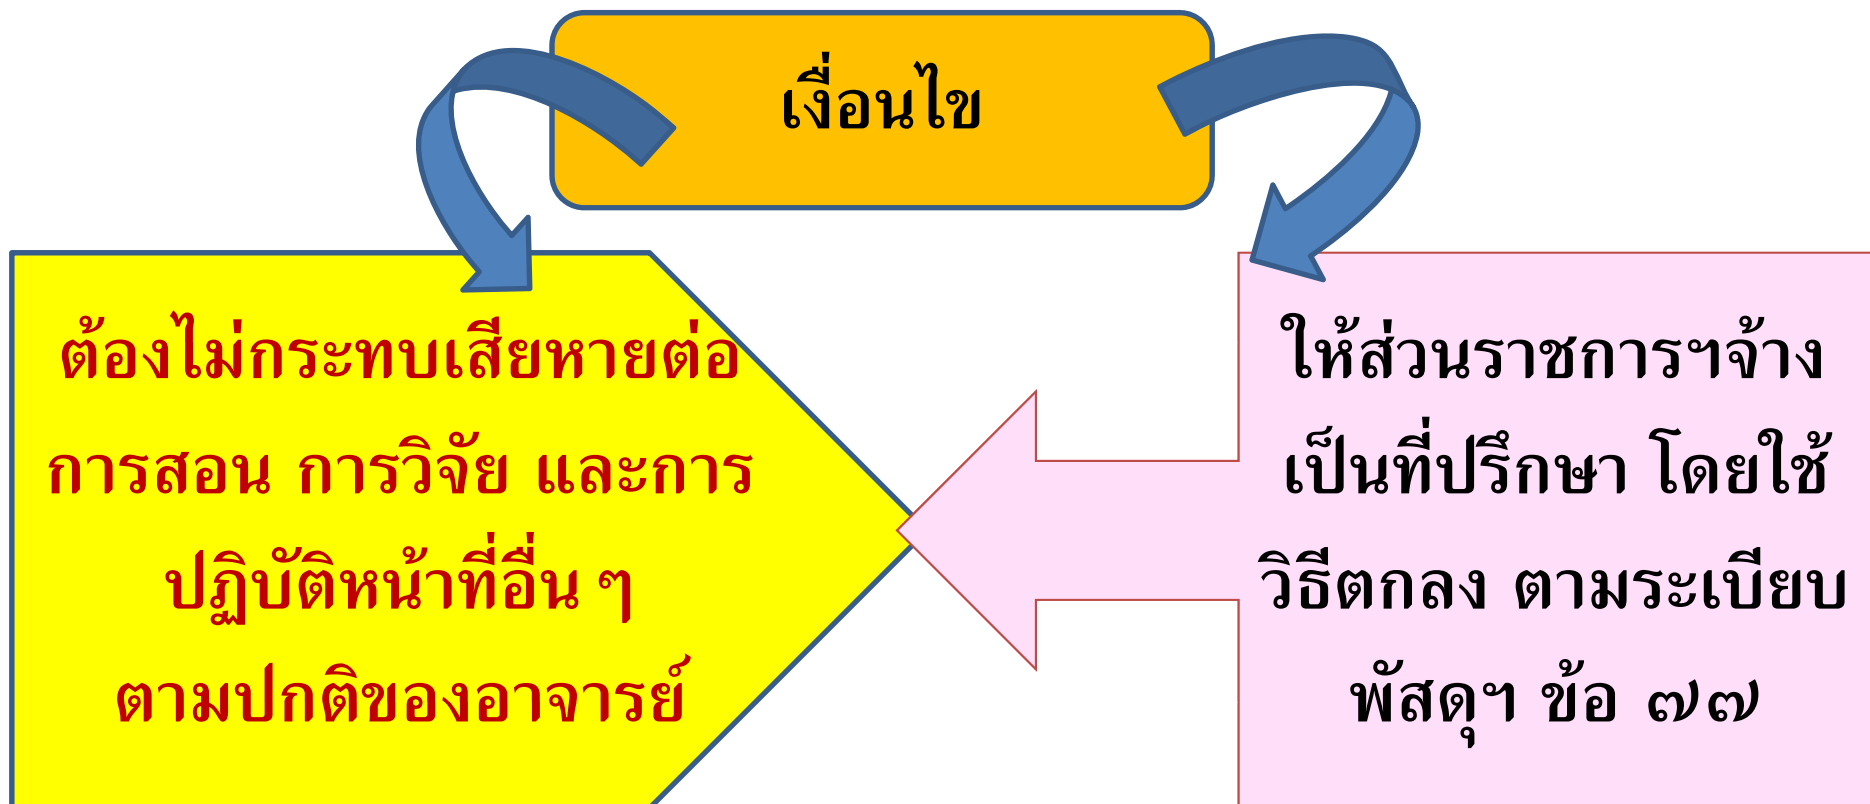 เงื่อนไข
ต้องไม่กระทบเสียหายต่อ
การสอน การวิจัย และการ
ปฏิบัติหน้าที่อื่น ๆ
ตามปกติของอาจารย์
ให้ส่วนราชการฯจ้าง
เป็นที่ปรึกษา โดยใช้
วิธีตกลง ตามระเบียบ
พัสดุฯ ข้อ ๗๗